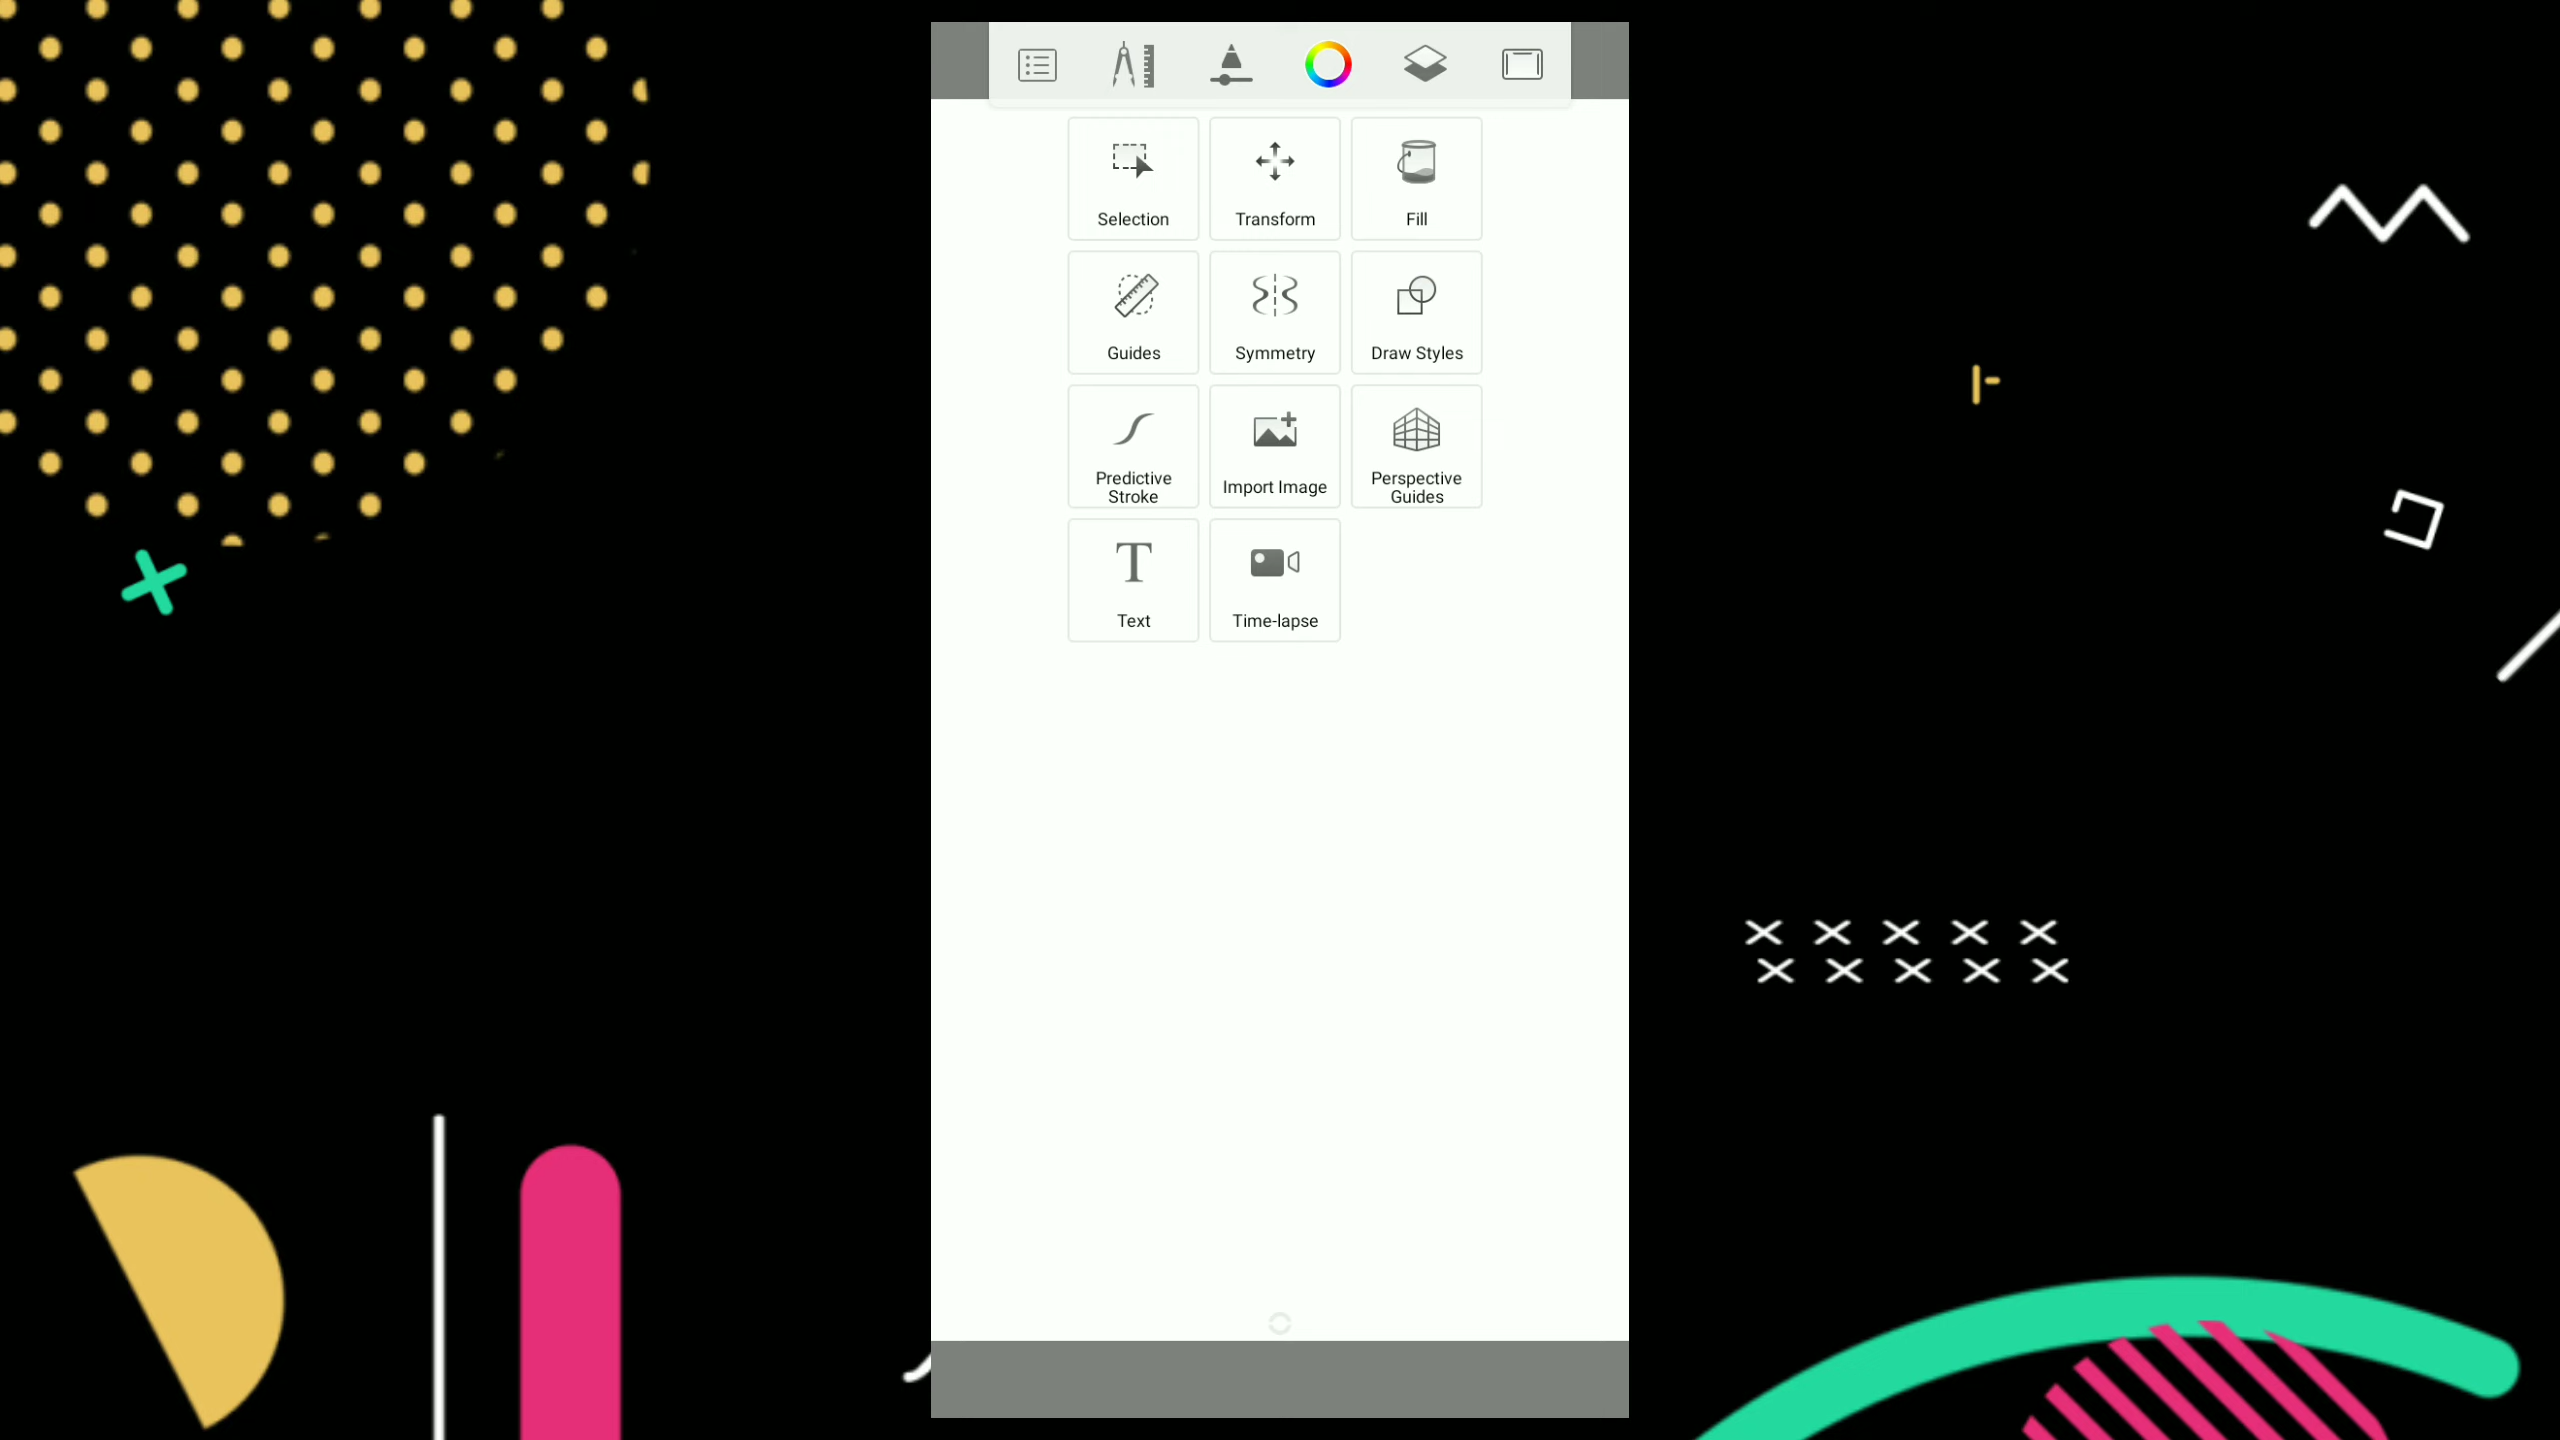 Selection
Transform
Fill
Guides
Symmetry
Draw Styles
Predictive
Stroke
Import Image
Perspective
Guides
T
Text
Time-lapse